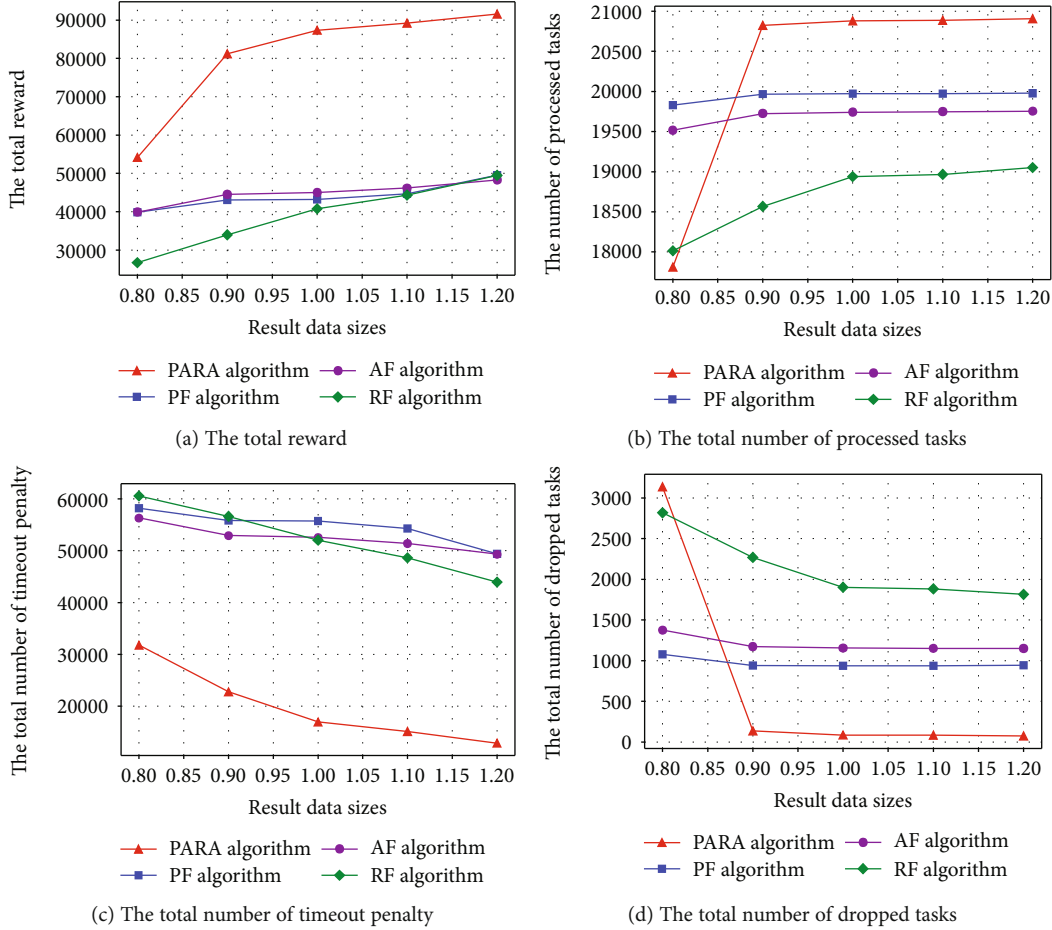 90000
80000
70000
60000
50000
40000
30000
The total reward
0.80 0.85 0.90 0.95 1.00 1.05 1.10 1.15 1.20
Result data sizes
PARA algorithm AF algorithm
PF algorithm RF algorithm
(a) The total reward
21000
20500
20000
19500
19000
18500
18000
The number of processed tasks
0.80 0.85 0.90 0.95 1.00 1.05 1.10 1.15 1.20
Result data sizes
PARA algorithm AF algorithm
PF algorithm RF algorithm
(b) The total number of processed tasks
60000
50000
40000
30000
20000
The total number of timeout penalty
0.80 0.85 0.90 0.95 1.00 1.05 1.10 1.15 1.20
Result data sizes
PARA algorithm AF algorithm
PF algorithm RF algorithm
(c) The total number of timeout penalty
3000
2500
2000
1500
1000
500
0
The total number of dropped tasks
0.80 0.85 0.90 0.95 1.00 1.05 1.10 1.15 1.20
Result data sizes
PARA algorithm AF algorithm
PF algorithm RF algorithm
(d) The total number of dropped tasks